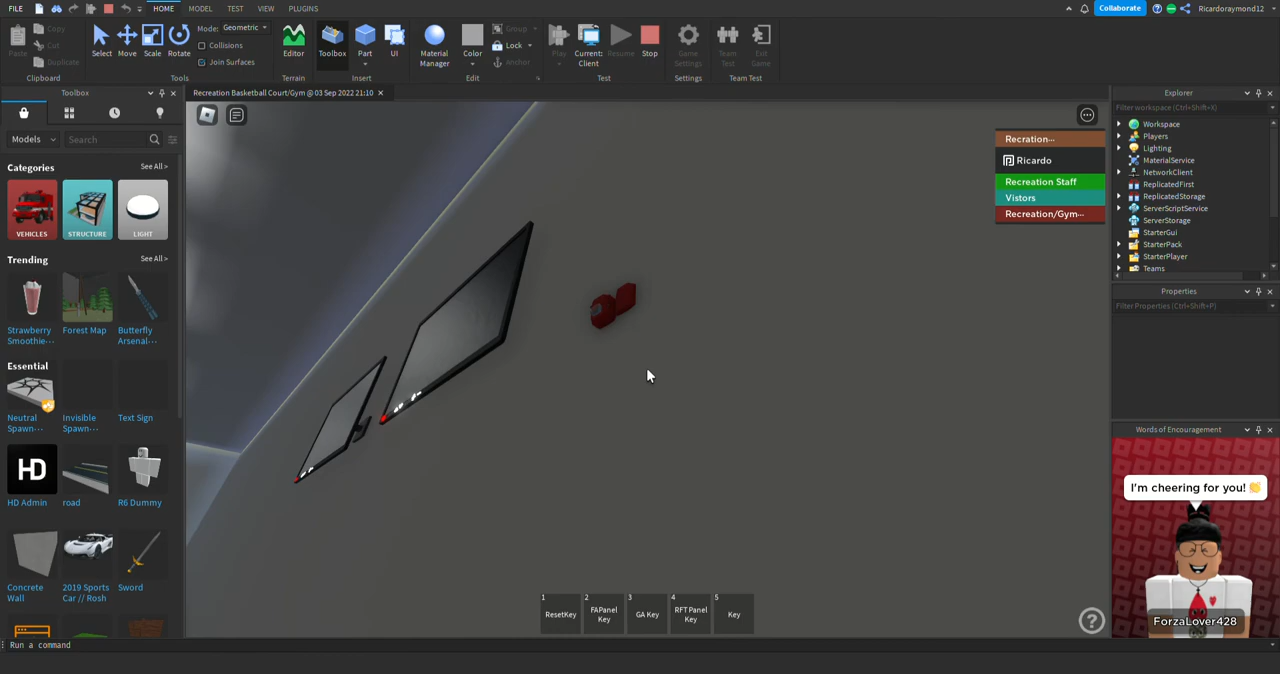 FILE
HOME
MODEL
TEST
VIEW
PLUGINS
Collaborate
Ricardoraymond12
Paste
Copy
Cut
Duplicate
Clipboard
Select
Move
Scale
Rotate
Tools
Mode: Geometric
Collisions
Join Surfaces
Editor
Terrain
Toolbox
Part
UI
Insert
Material
Manager
Color
Group
Lock
Anchor
Edit
Play
Current:
Client
Resume
Stop
Test
Game
Settings
Settings
Team
Test
Exit
Game
Team Test
Toolbox
Recreation Basketball Court/Gym @ 03 Sep 2022 21:10
Models
Search
Categories
See All >
VEHICLES
STRUCTURE
LIGHT
Trending
See All >
Strawberry
Smoothie···
Forest Map
Butterfly
Arsenal···
Essential
Neutral
Spawn···
Invisible
Spawn···
Text Sign
HD
HD Admin
road
R6 Dummy
Concrete
Wall
2019 Sports
Car // Rosh
Sword
Recration···
Ricardo
Recreation Staff
Vistors
Recreation/Gym···
1
ResetKey
2
FAPanel
Key
3
GA Key
4
RFT Panel
Key
5
Key
?
Explorer
Filter workspace (Ctrl+Shift+X)
Workspace
Players
Lighting
MaterialService
NetworkClient
ReplicatedFirst
ReplicatedStorage
ServerScriptService
ServerStorage
StarterGui
StarterPack
StarterPlayer
Teams
Properties
Filter Properties (Ctrl+Shift+P)
Words of Encouragement
I'm cheering for you! 👏
ForzaLover428
Run a command